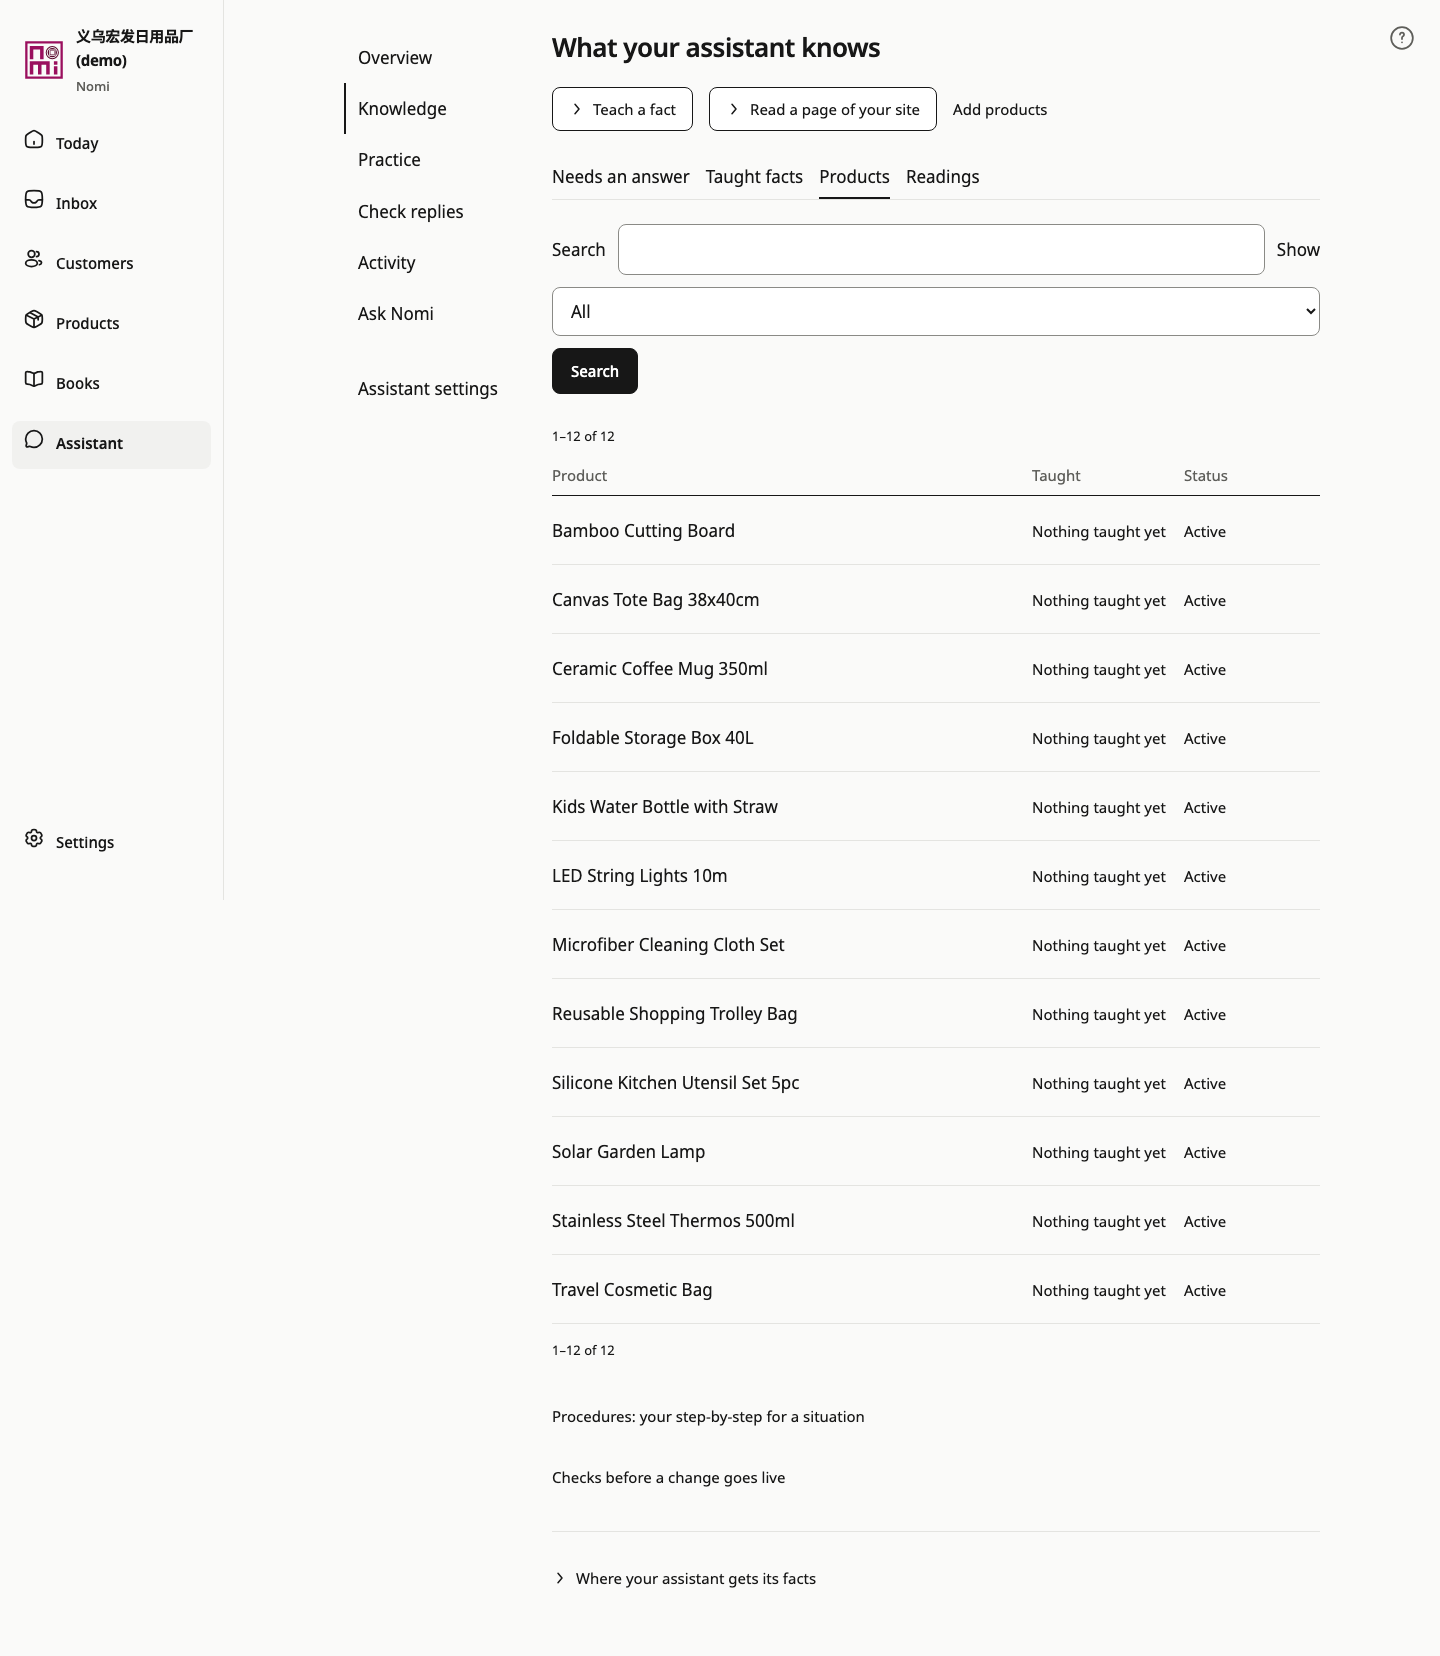 义乌宏发日用品厂
(demo)
Nomi
Today
Inbox
Customers
Products
Books
Assistant
Settings
Overview
Knowledge
Practice
Check replies
Activity
Ask Nomi
Assistant settings
What your assistant knows
Teach a fact
Read a page of your site
Add products
Needs an answer Taught facts Products Readings
Search
Show
All
Search
1–12 of 12
Product Taught Status
Bamboo Cutting Board Nothing taught yet Active
Canvas Tote Bag 38x40cm Nothing taught yet Active
Ceramic Coffee Mug 350ml Nothing taught yet Active
Foldable Storage Box 40L Nothing taught yet Active
Kids Water Bottle with Straw Nothing taught yet Active
LED String Lights 10m Nothing taught yet Active
Microfiber Cleaning Cloth Set Nothing taught yet Active
Reusable Shopping Trolley Bag Nothing taught yet Active
Silicone Kitchen Utensil Set 5pc Nothing taught yet Active
Solar Garden Lamp Nothing taught yet Active
Stainless Steel Thermos 500ml Nothing taught yet Active
Travel Cosmetic Bag Nothing taught yet Active
1–12 of 12
Procedures: your step-by-step for a situation
Checks before a change goes live
Where your assistant gets its facts